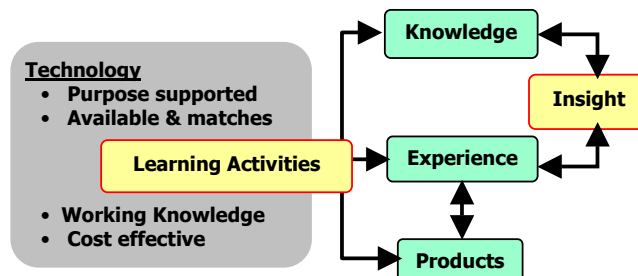 Technology
• Purpose supported
• Available & matches
Learning Activities
• Working Knowledge
• Cost effective
Knowledge
Insight
Experience
Products